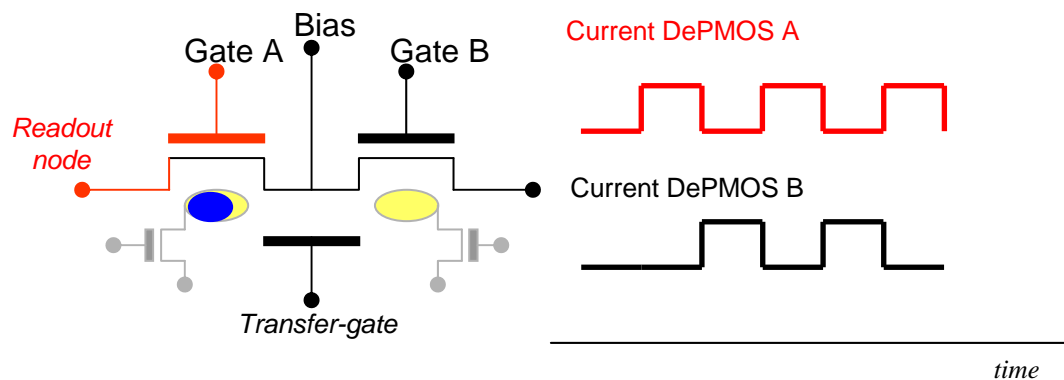 Bias
Gate A
Gate B
Readout
node
Transfer-gate
Current DePMOS A
Current DePMOS B
time